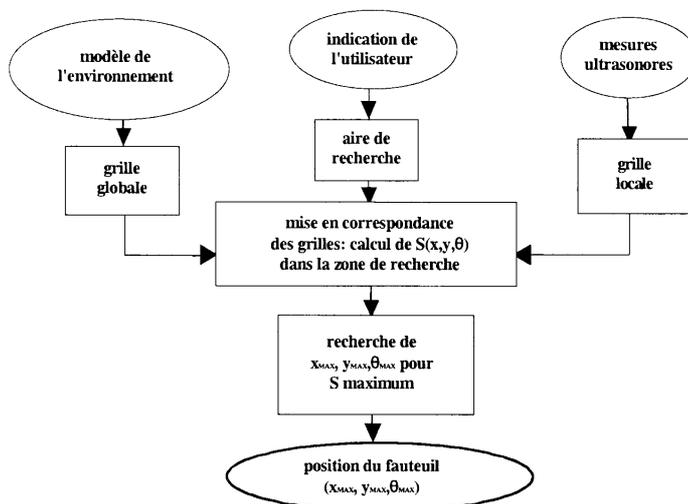 modèle de
l'environnement
indication de
l'utilisateur
mesures
ultrasonores
grille
globale
aire de
recherche
grille
locale
mise en correspondance
des grilles: calcul de S(x,y,θ)
dans la zone de recherche
recherche de
xMAX, yMAX,θMAX pour
S maximum
position du fauteuil
(xMAX, yMAX,θMAX)